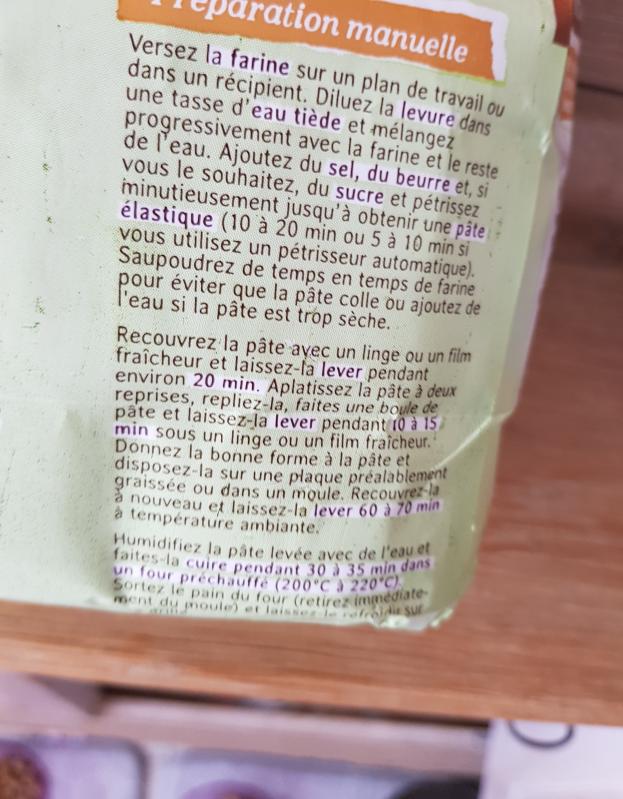 Préparation manuelle
Versez la farine sur un plan de travail ou
dans un récipient. Diluez la levure dans
une tasse d'eau tiède et mélangez
progressivement avec la farine et le reste
de l'eau. Ajoutez du sel, du beurre et, si
vous le souhaitez, du sucre et pétrissez
minutieusement jusqu'à obtenir une pâte
élastique (10 à 20 min ou 5 à 10 min si
vous utilisez un pétrisseur automatique).
Saupoudrez de temps en temps de farine
pour éviter que la pâte colle ou ajoutez de
l'eau si la pâte est trop sèche.
Recouvrez la pâte avec un linge ou un film
fraîcheur et laissez-la lever pendant
environ 20 min. Aplatissez la pâte à deux
reprises, repliez-la, faites une boule de
pâte et laissez-la lever pendant 10 à 15
min sous un linge ou un film fraîcheur.
Donnez la bonne forme à la pâte et
disposez-la sur une plaque préalablement
graissée ou dans un moule. Recouvrez-la
à nouveau et laissez-la lever 60 à 70 min
à température ambiante.
Humidifiez la pâte levée avec de l'eau et
faites-la cuire pendant 30 à 35 min dans
un four préchauffé (200°C à 220°C).
Sortez le pain du four (retirez immédiate-
ment du moule) et laissez-le refroidir sur